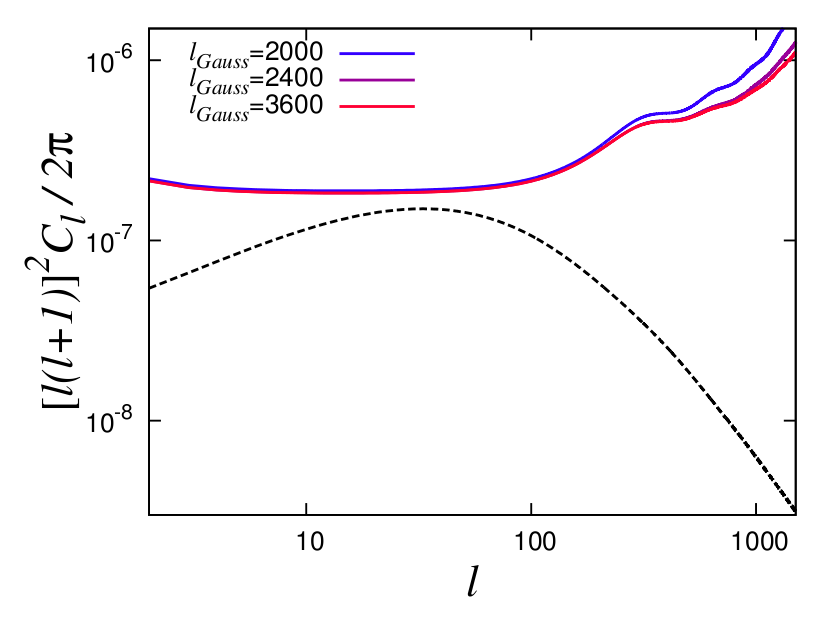 l_Gauss=2000
l_Gauss=2400
l_Gauss=3600
10^-6
10^-7
10^-8
[l(l+1)]^2 C_l / 2π
10 100 1000
l